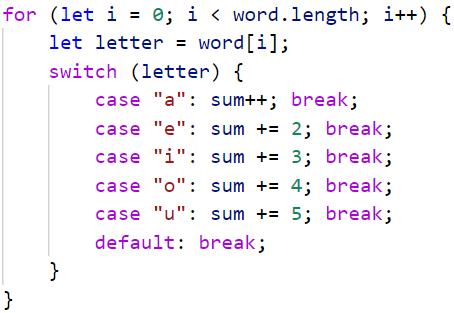 for (let i = 0; i < word.length; i++) {
    let letter = word[i];
    switch (letter) {
        case "a": sum++; break;
        case "e": sum += 2; break;
        case "i": sum += 3; break;
        case "o": sum += 4; break;
        case "u": sum += 5; break;
        default: break;
    }
}